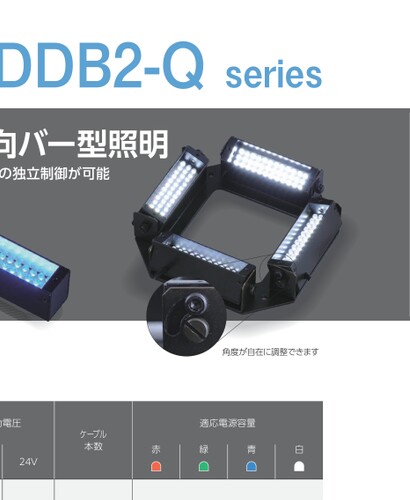 DDB2-Q series
向バー型照明
の独立制御が可能
角度が自在に調整できます
電圧
ケーブル
本数
適応電源容量
24V
赤
緑
青
白